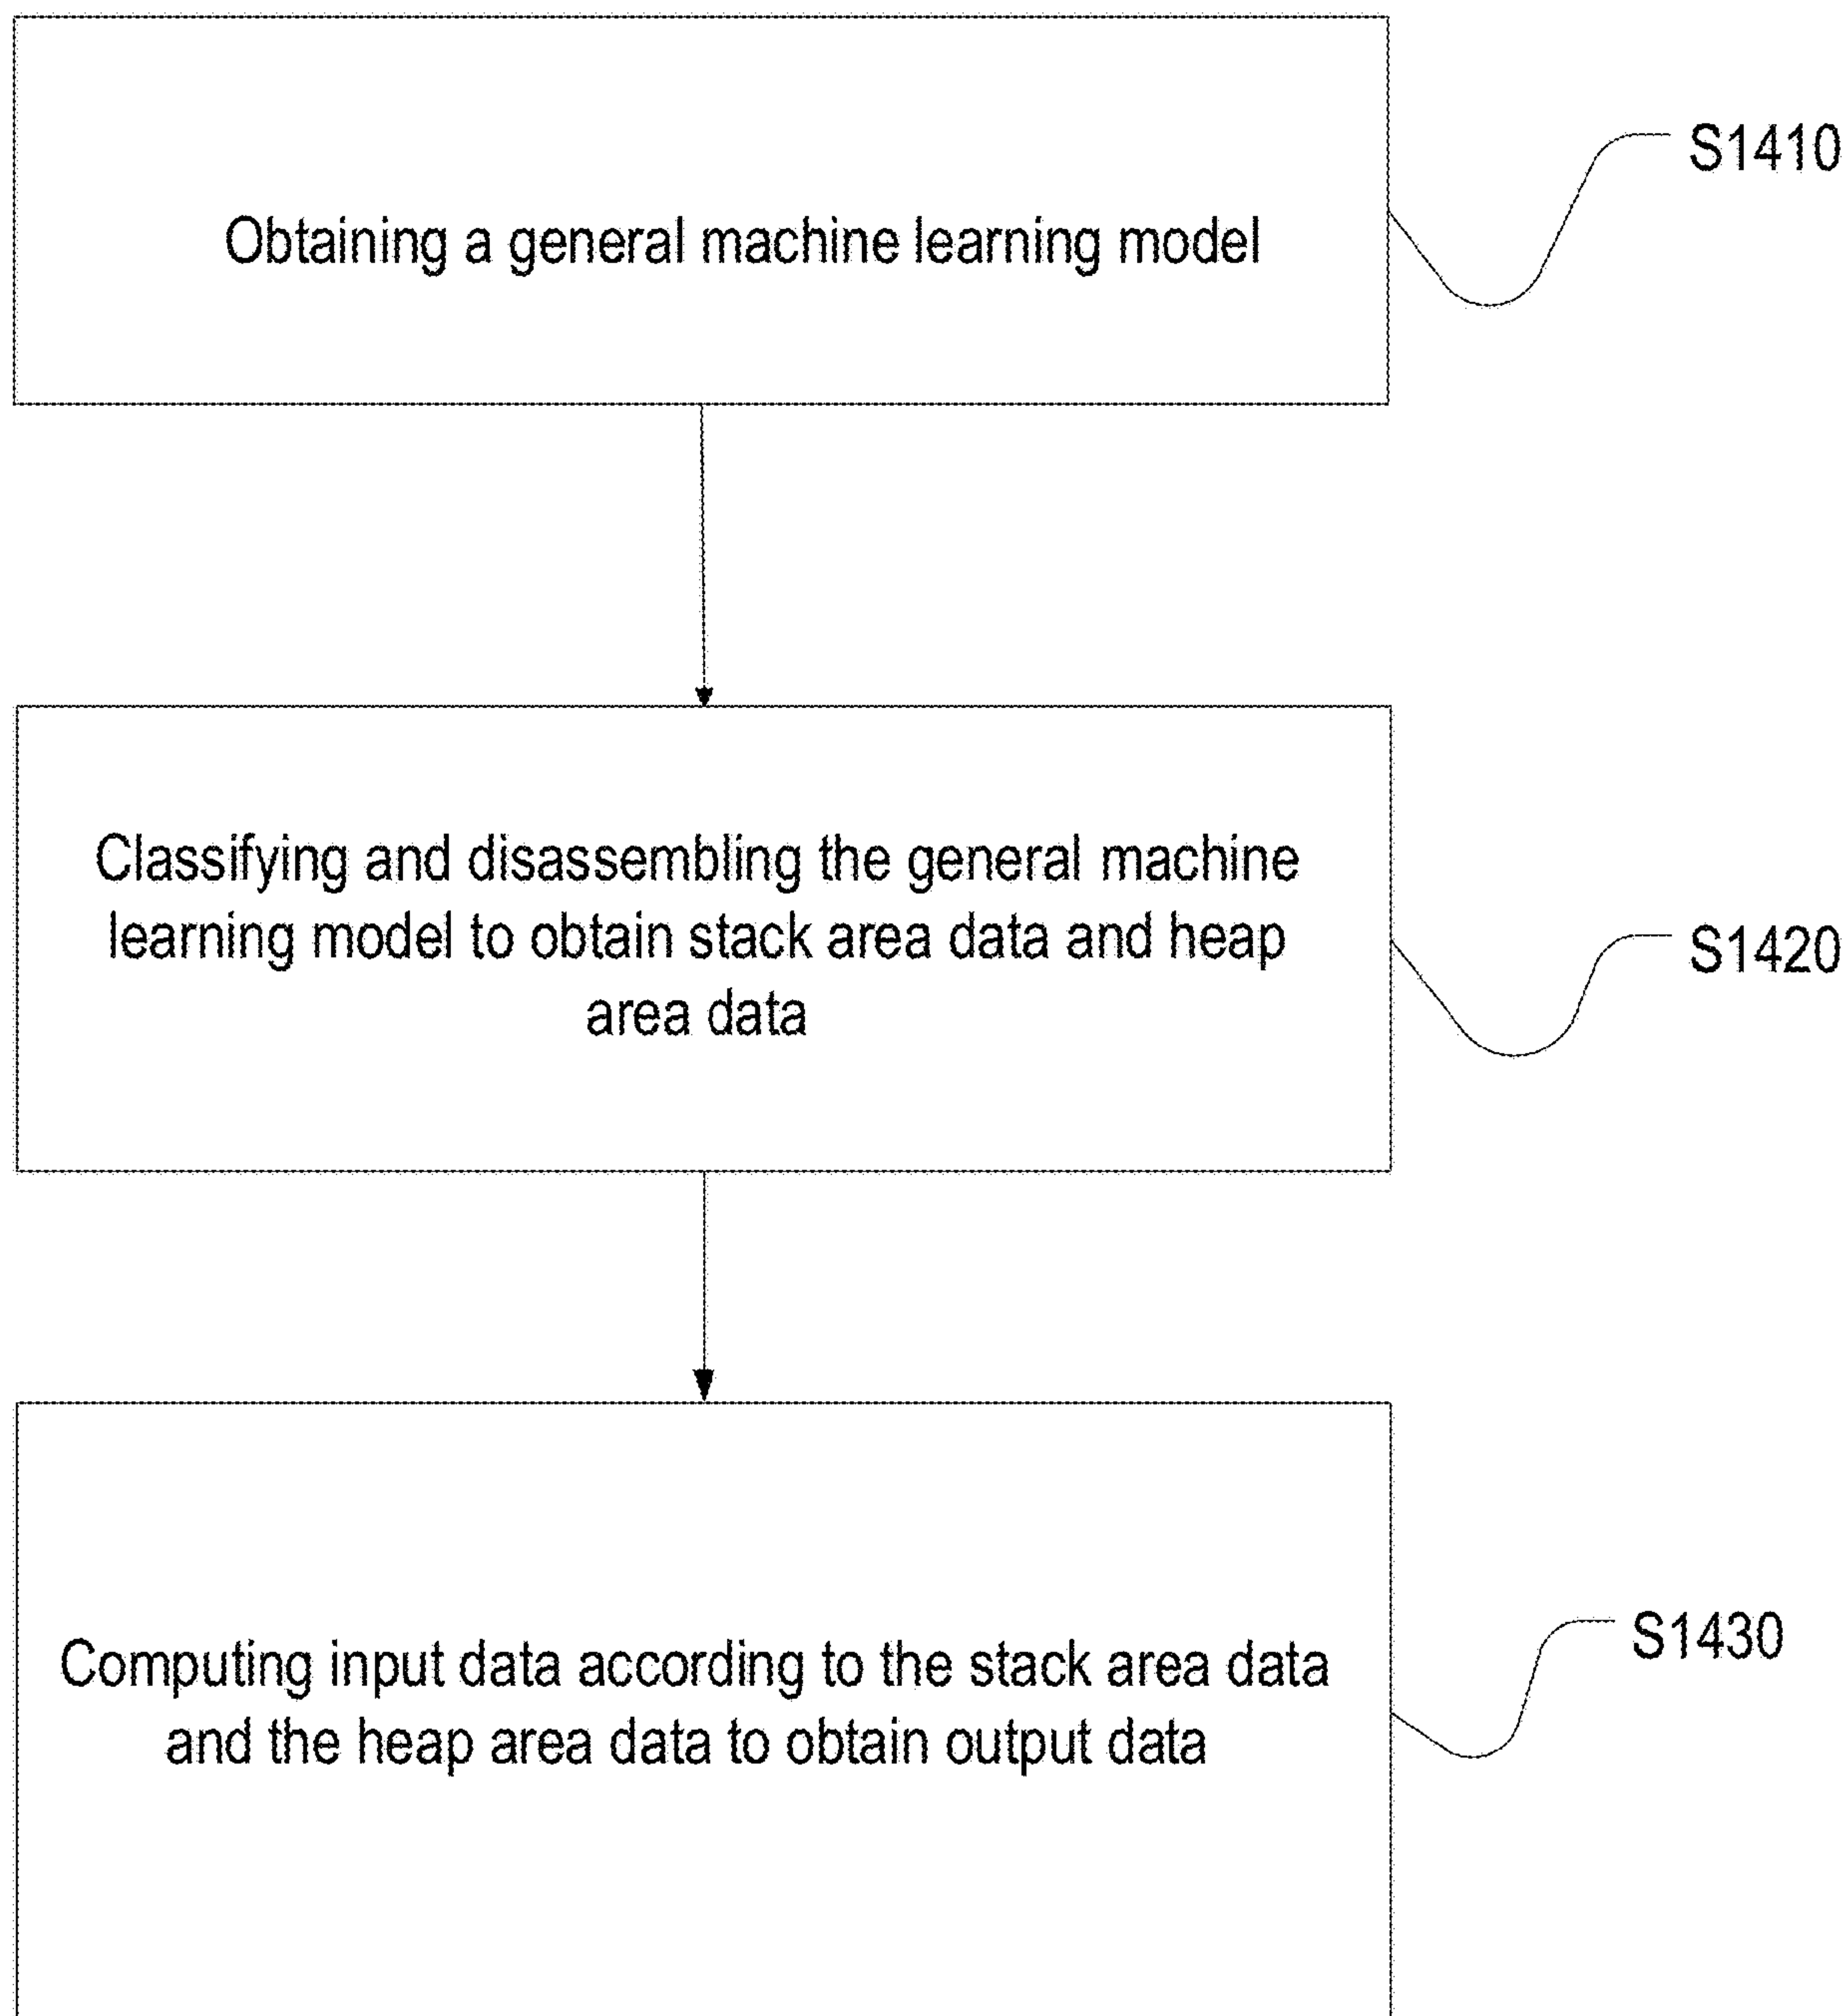 S1410
Obtaining a general machine learning model
Classifying and disassembling the general machine
learning model to obtain stack area data and heap
area data
S1420
Computing input data according to the stack area data
and the heap area data to obtain output data
S1430